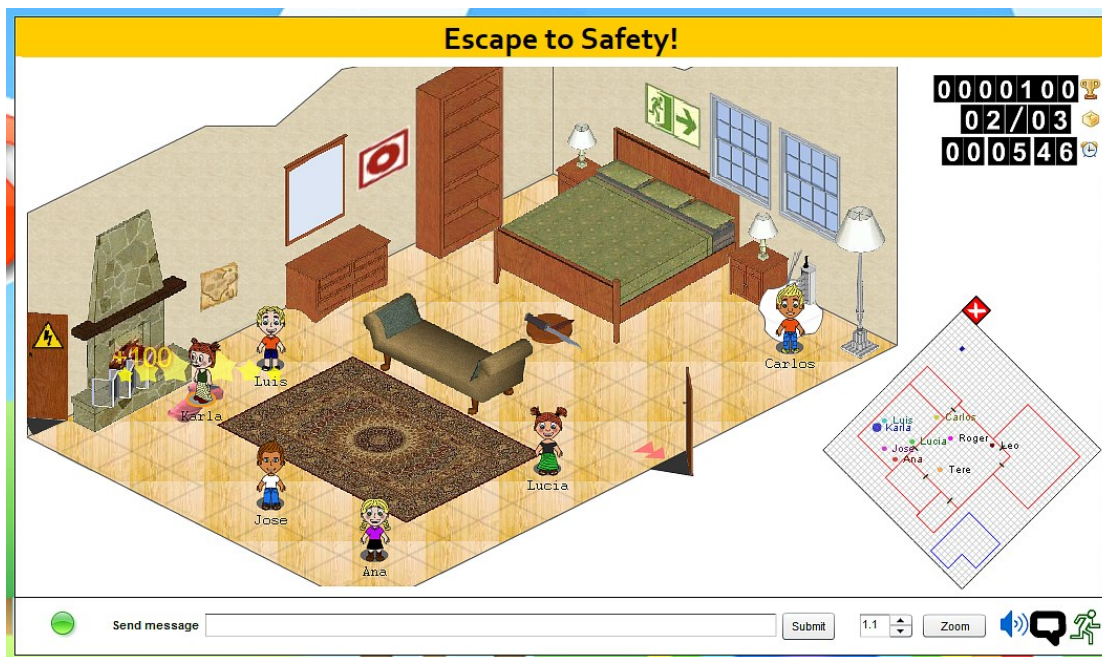 Escape to Safety!
0000100
02/03
000546
+100
Luis
Karla
Carlos
Lucia
Jose
Ana
Luis
Carlos
Karla
Lucia
Roger
Leo
Jose
Ana
Tere
Send message
Submit
1.1
Zoom